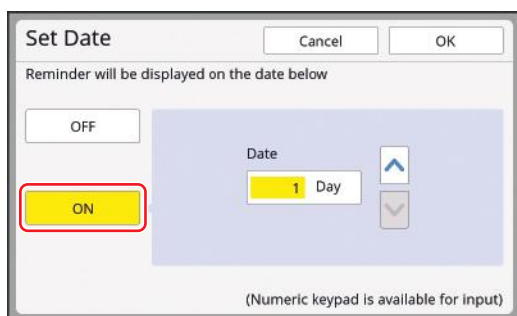 Set Date
Cancel
OK
Reminder will be displayed on the date below
OFF
Date
1 Day
ON
(Numeric keypad is available for input)